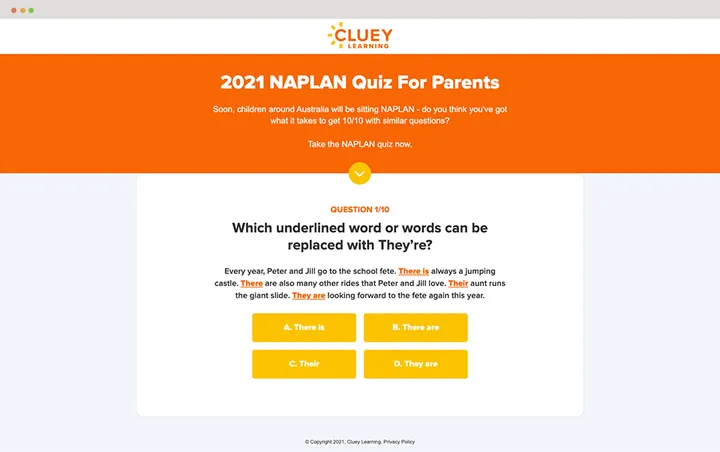 CLUEY
LEARNING
2021 NAPLAN Quiz For Parents
Soon, children around Australia will be sitting NAPLAN - do you think you've got
what it takes to get 10/10 with similar questions?
Take the NAPLAN quiz now.
QUESTION 1/10
Which underlined word or words can be
replaced with They're?
Every year, Peter and Jill go to the school fete. There is always a jumping
castle. There are also many other rides that Peter and Jill love. Their aunt runs
the giant slide. They are looking forward to the fete again this year.
A. There is
B. There are
C. Their
D. They are
© Copyright 2021, Cluey Learning. Privacy Policy